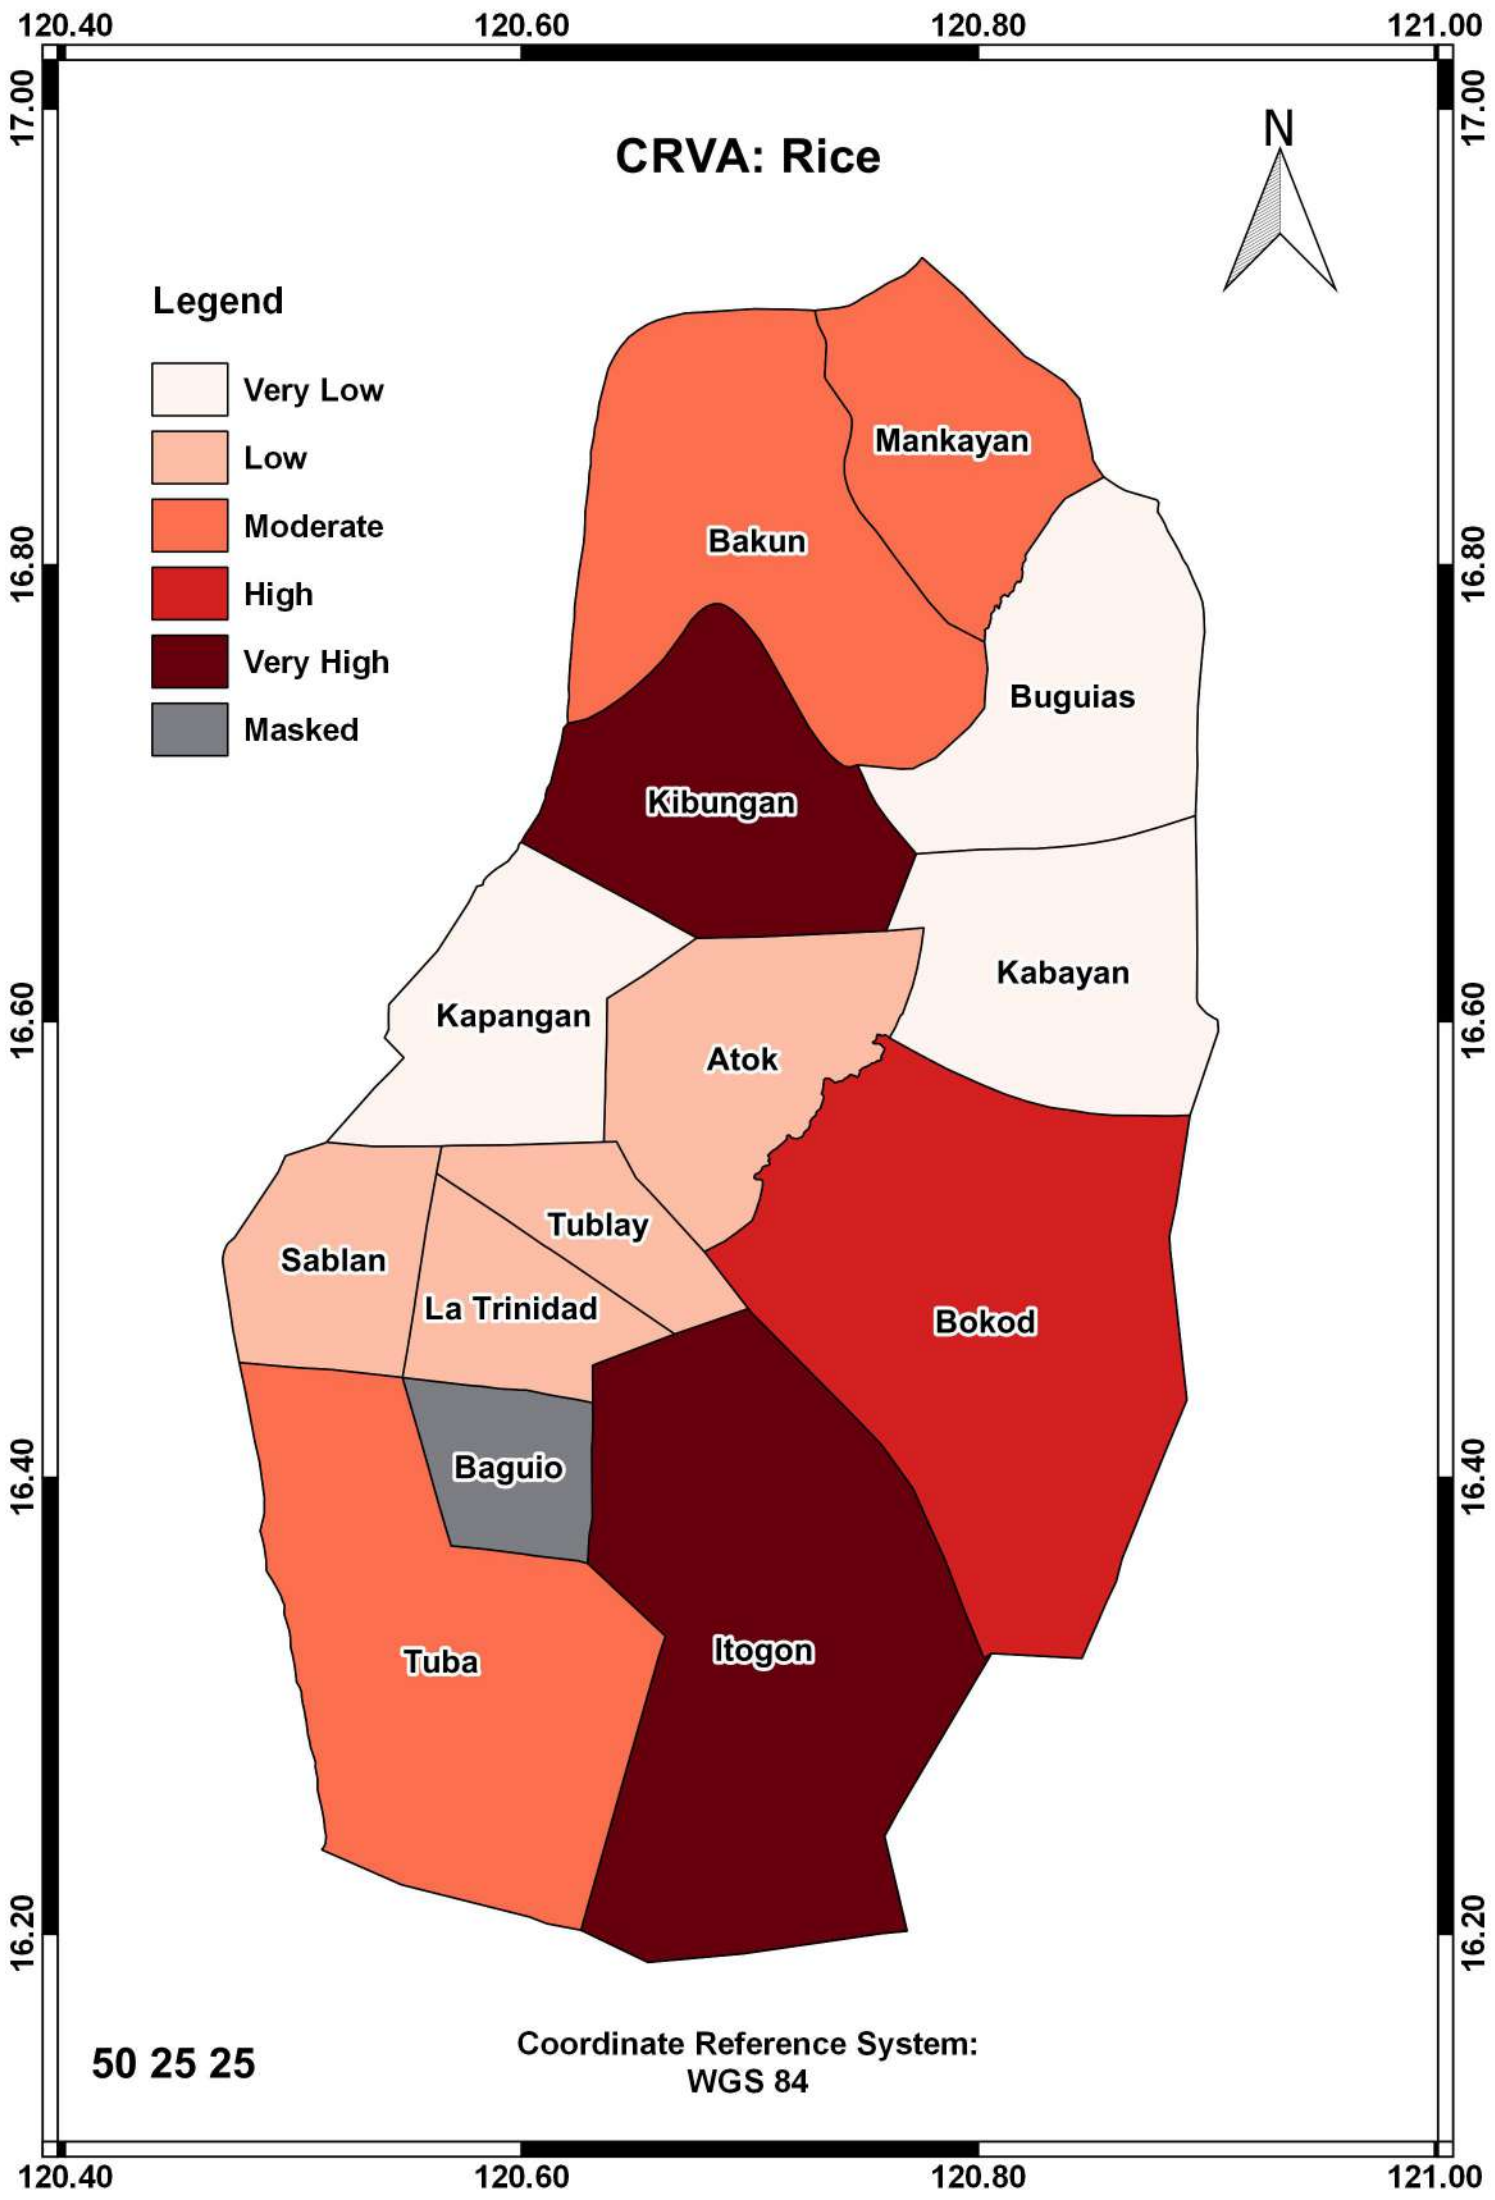 120.40 120.60 120.80 121.00
17.00 17.00
CRVA: Rice
N
Legend
Very Low
Low
Moderate
High
Very High
Masked
Mankayan
Bakun
16.80 16.80
Buguias
Kibungan
Kabayan
Kapangan
16.60 16.60
Atok
Tublay
Sablan
La Trinidad
Bokod
Baguio
16.40 16.40
Itogon
Tuba
16.20 16.20
50 25 25
Coordinate Reference System:
WGS 84
120.40 120.60 120.80 121.00